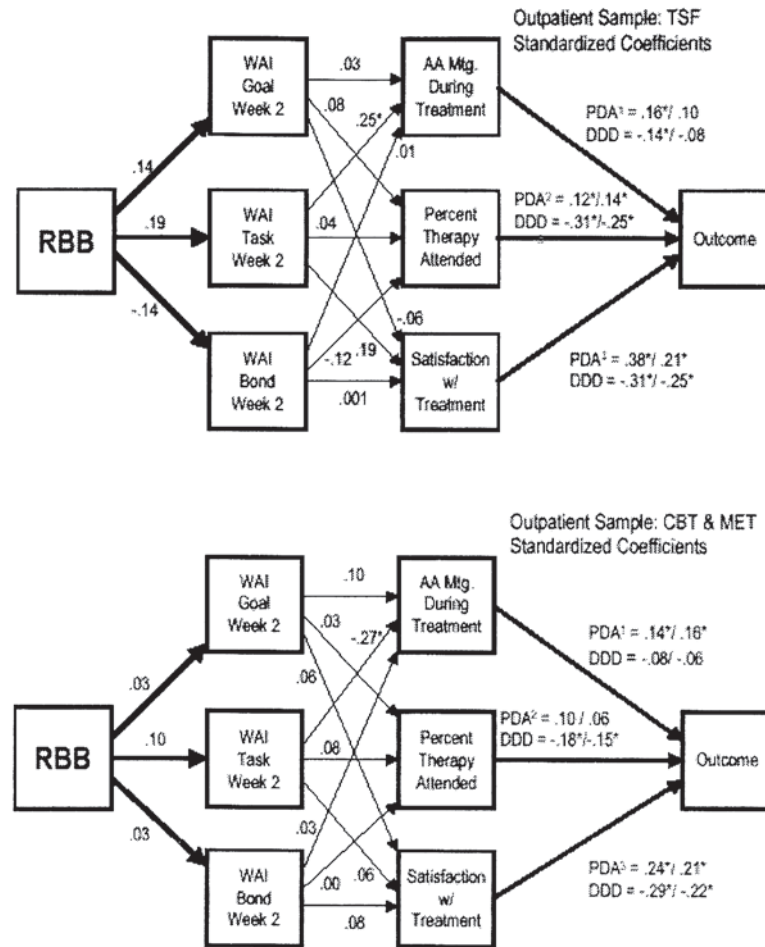 Outpatient Sample: TSF
Standardized Coefficients
WAI
Goal
Week 2
.03
AA Mtg.
During
Treatment
.08
.25*
.01
PDA¹ = .16*/ .10
DDD = -.14*/ -.08
.14
RBB
.19
WAI
Task
Week 2
.04
Percent
Therapy
Attended
PDA² = .12*/.14*
DDD = -.31*/-.25*
Outcome
-.14
-.06
WAI
Bond
Week 2
-.12
.19
.001
Satisfaction
w/
Treatment
PDA³ = .38*/ .21*
DDD = -.31*/ -.25*
Outpatient Sample: CBT & MET
Standardized Coefficients
WAI
Goal
Week 2
.10
AA Mtg.
During
Treatment
.03
-.27*
.06
PDA¹ = .14*/ .16*
DDD = -.08/ -.06
.03
RBB
.10
WAI
Task
Week 2
.08
Percent
Therapy
Attended
PDA² = .10 / .06
DDD = -.18*/-.15*
Outcome
.03
.03
WAI
Bond
Week 2
.00
.06
.08
Satisfaction
w/
Treatment
PDA³ = .24*/ .21*
DDD = -.29*/ -.22*